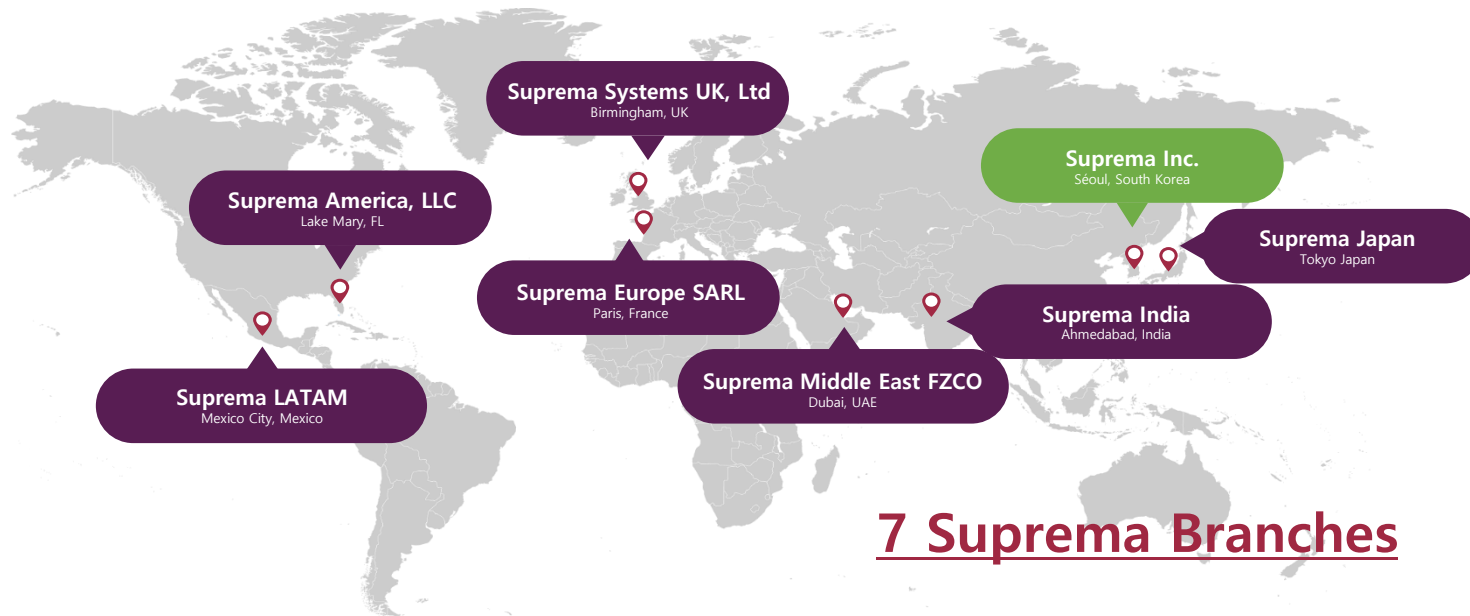 Suprema Systems UK, Ltd
Birmingham, UK
Suprema Inc.
Séoul, South Korea
Suprema America, LLC
Lake Mary, FL
Suprema Japan
Tokyo Japan
Suprema Europe SARL
Paris, France
Suprema India
Ahmedabad, India
Suprema Middle East FZCO
Dubai, UAE
Suprema LATAM
Mexico City, Mexico
7 Suprema Branches